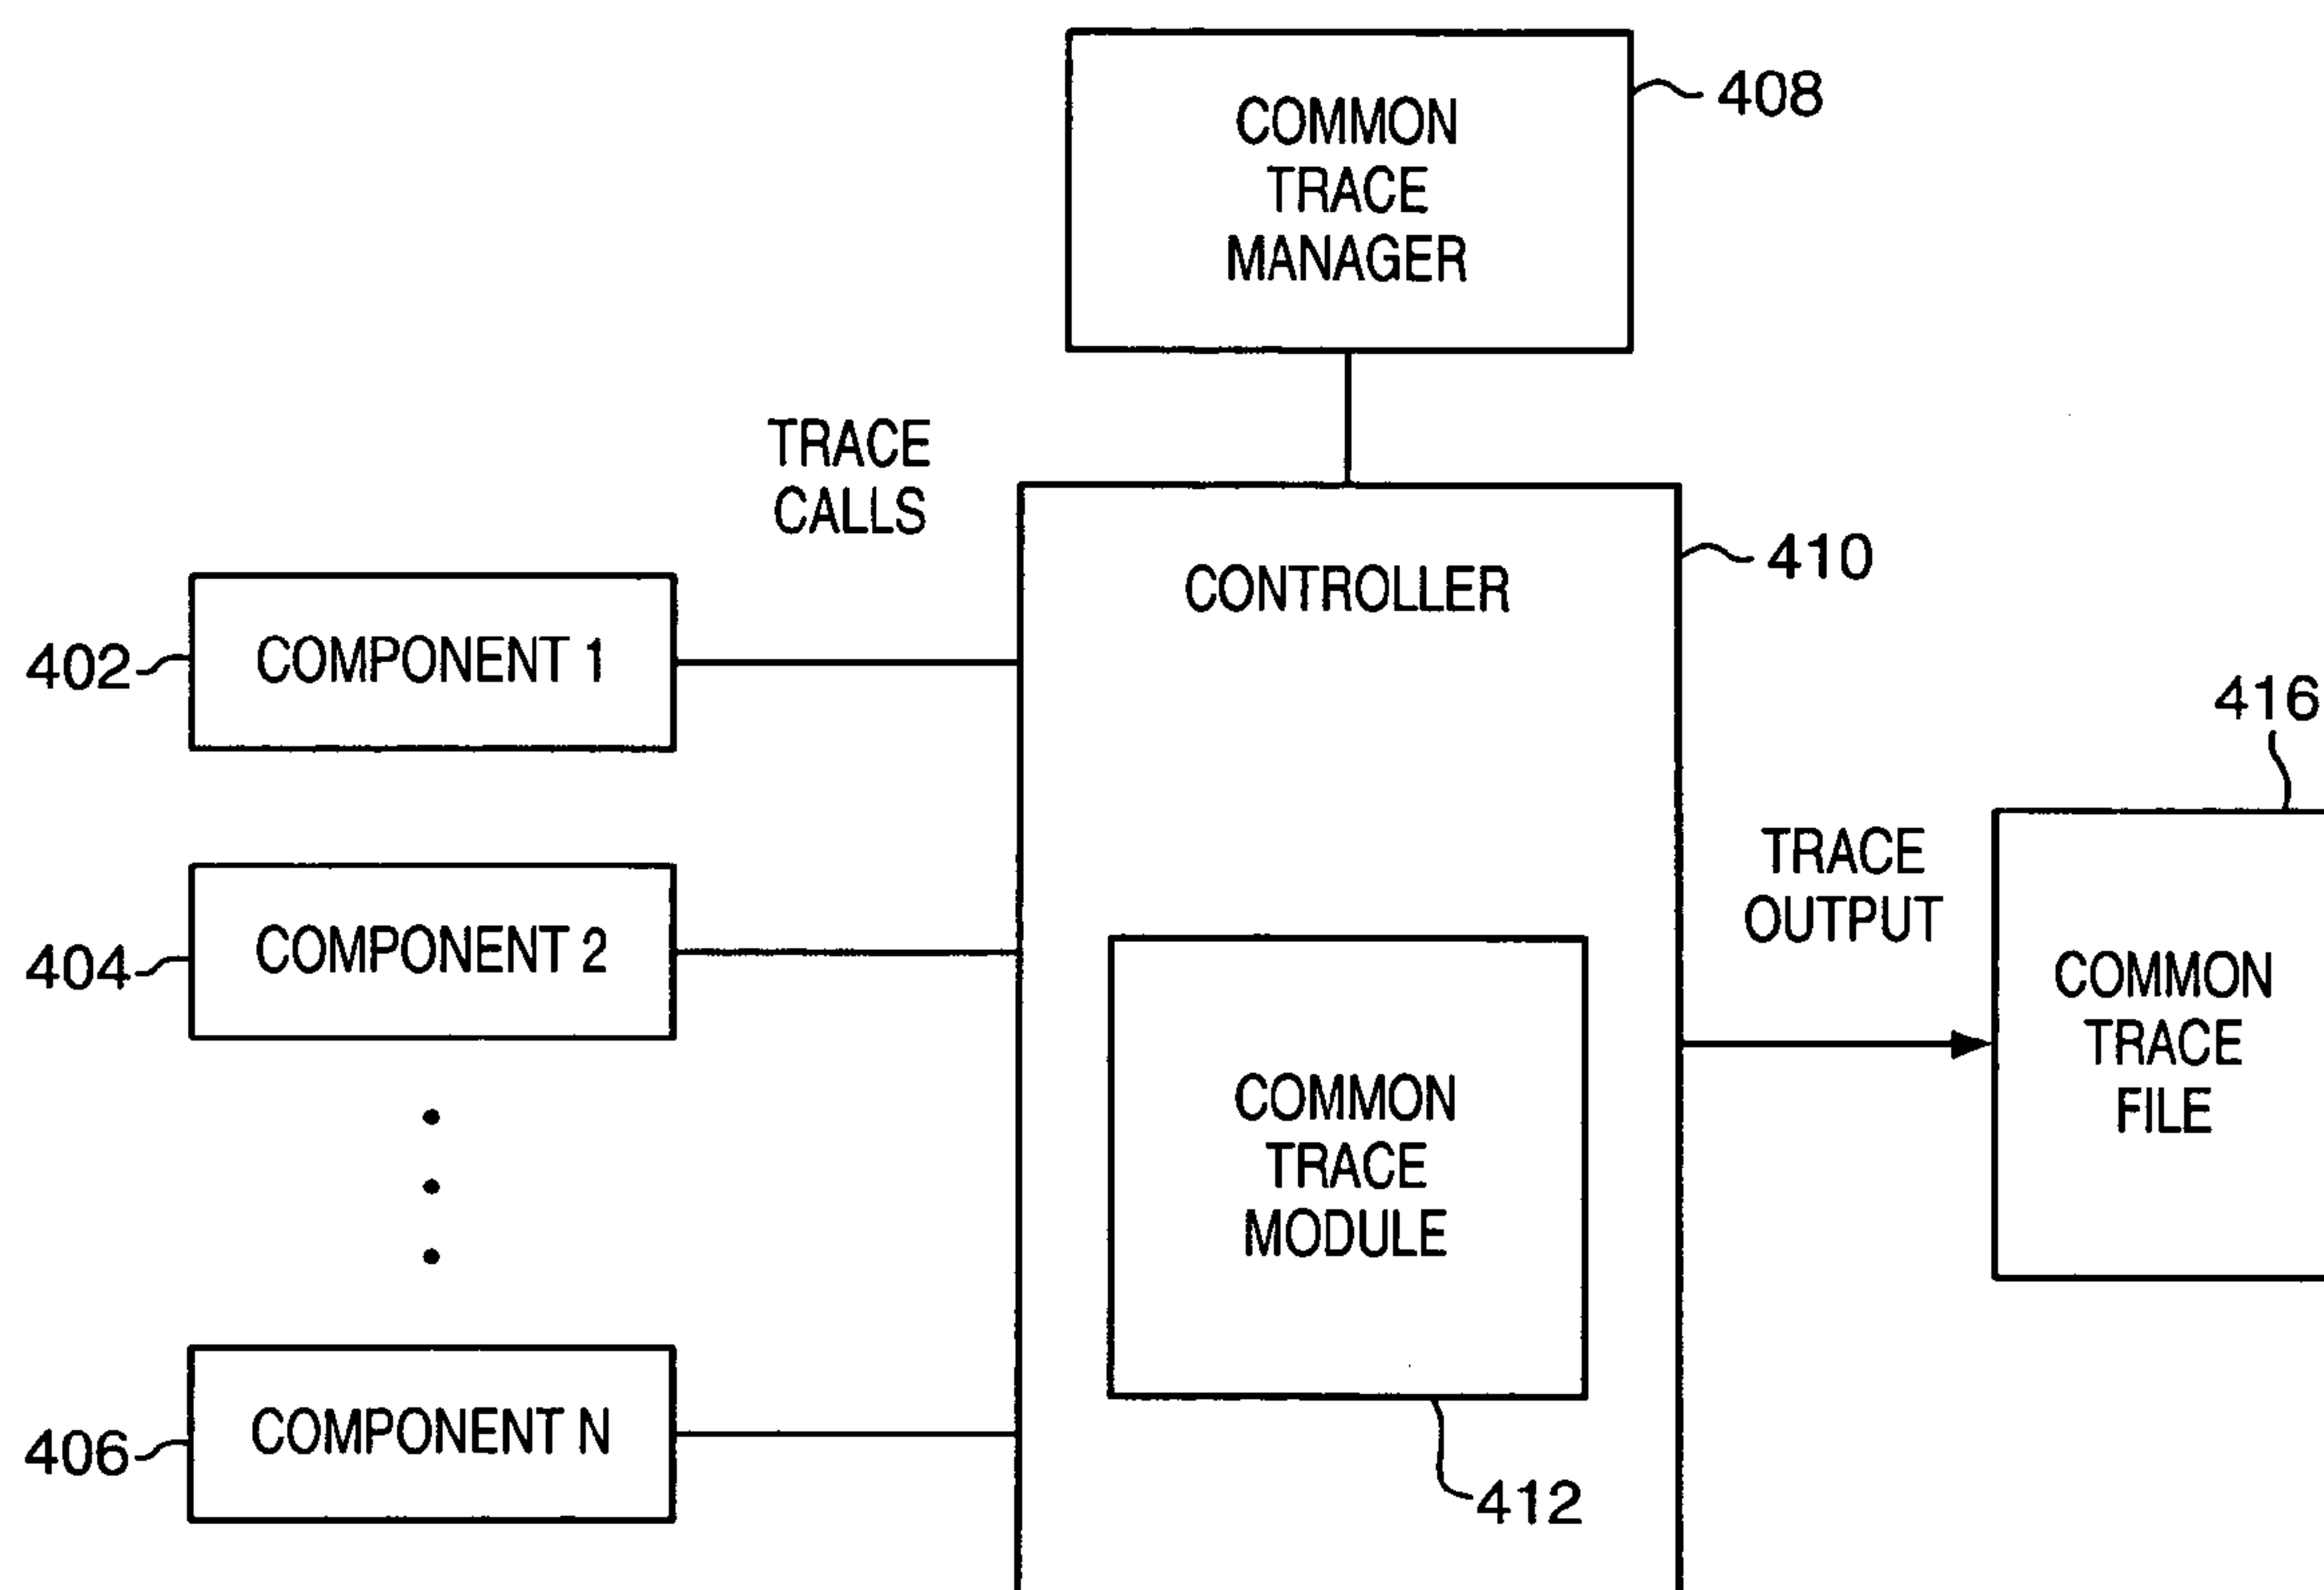 COMMON
TRACE
MANAGER
408
TRACE
CALLS
CONTROLLER
410
402
COMPONENT 1
416
TRACE
OUTPUT
404
COMPONENT 2
COMMON
TRACE
FILE
COMMON
TRACE
MODULE
406
COMPONENT N
412